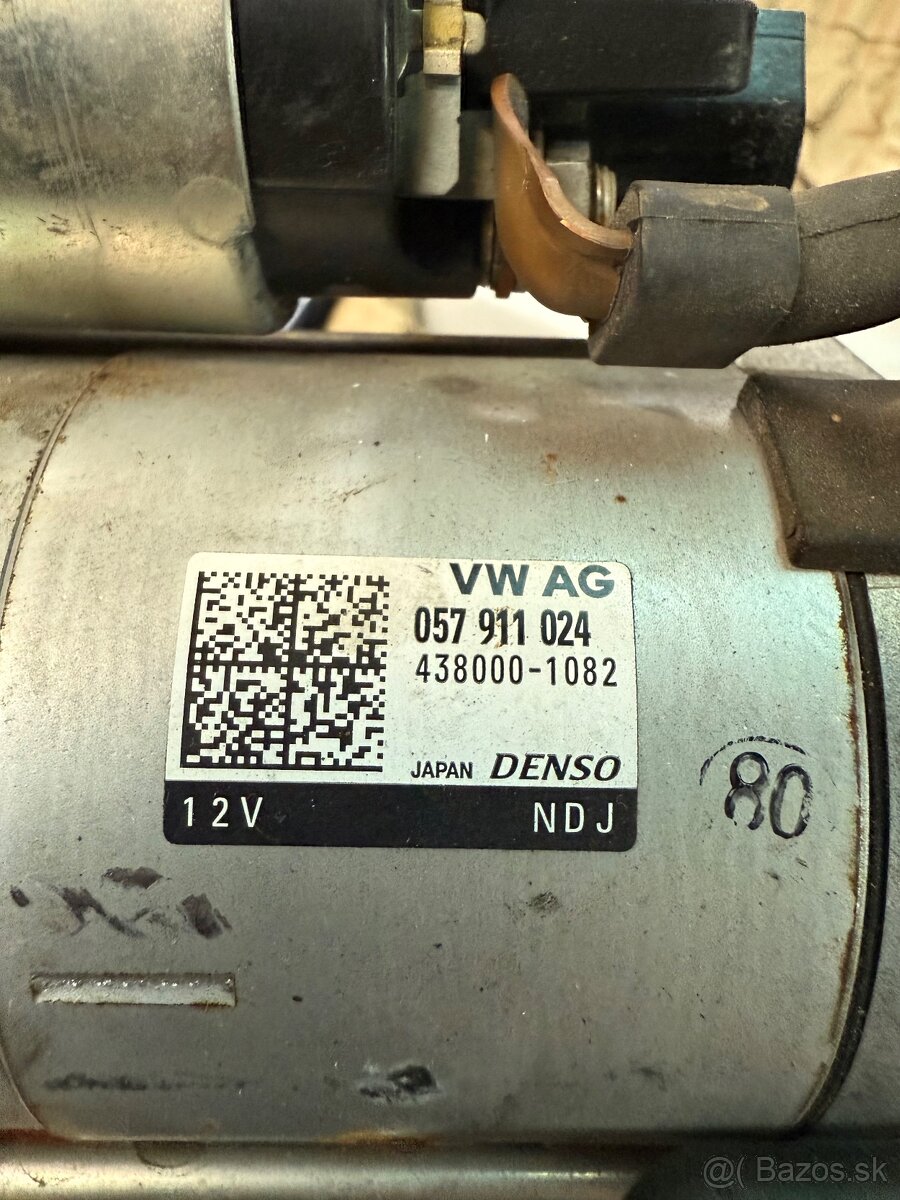 VW AG
057 911 024
438000-1082
JAPAN DENSO
12V NDJ
80
@( Bazos.sk